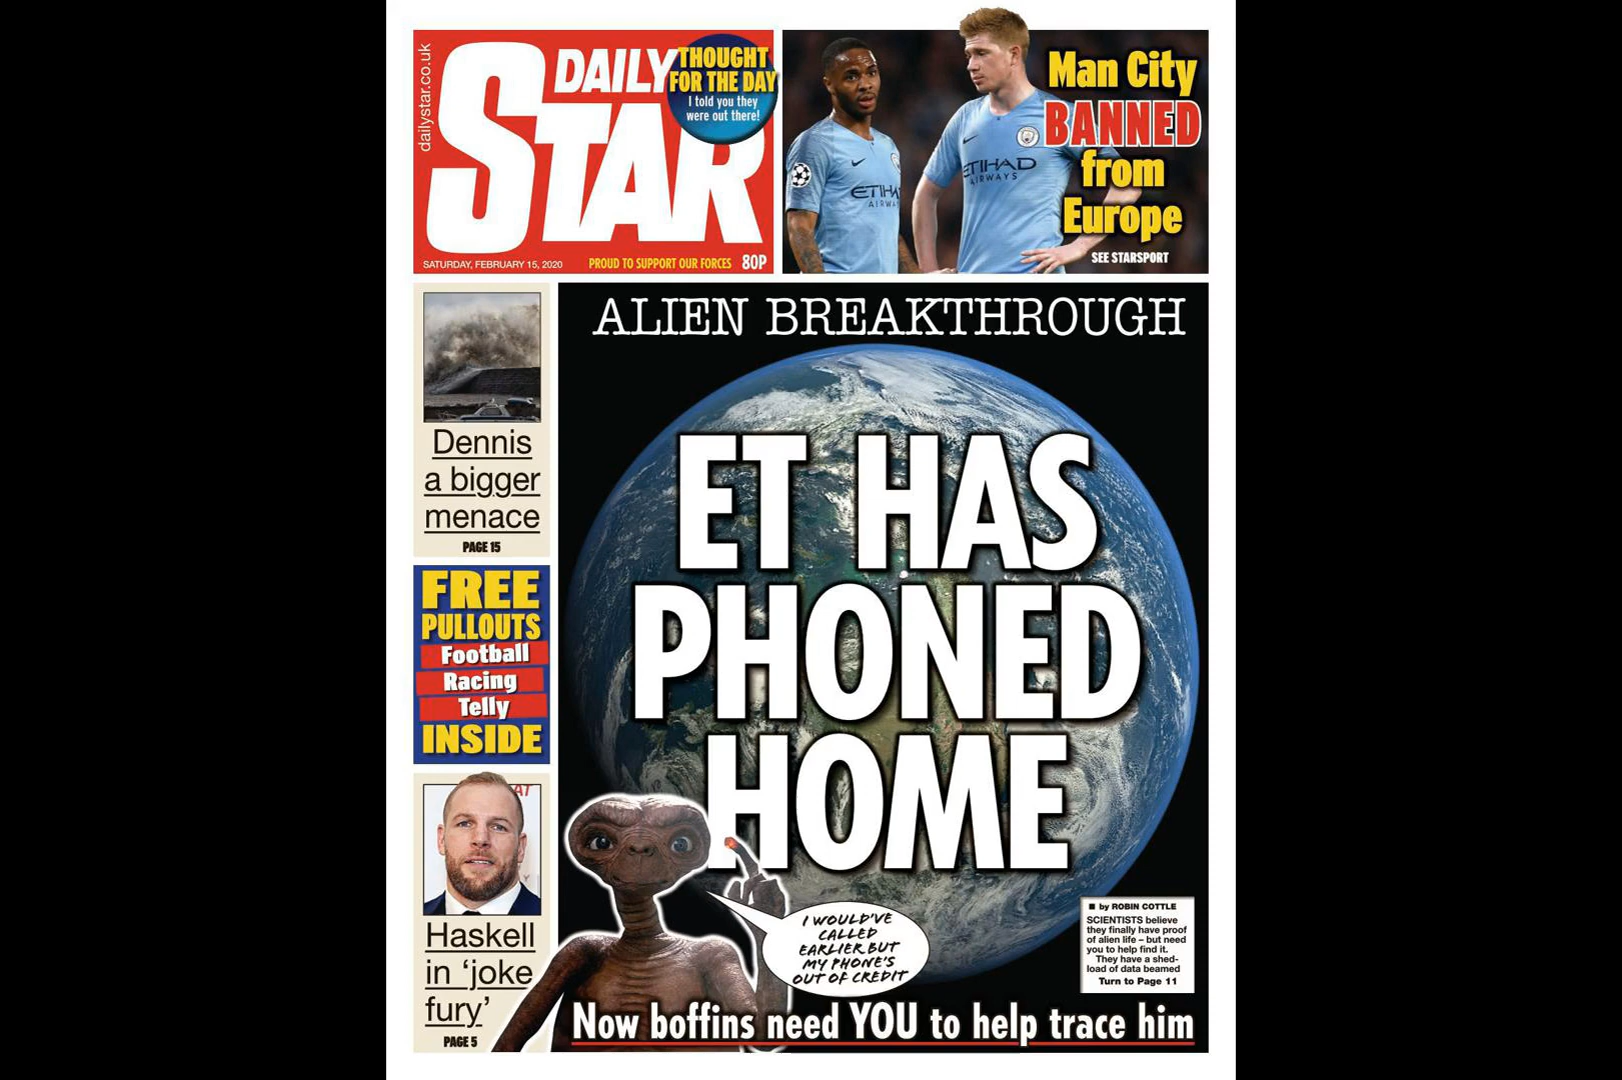 dailystar.co.uk
DAILY
STAR
THOUGHT
FOR THE DAY
I told you they
were out there!
SATURDAY, FEBRUARY 15, 2020
PROUD TO SUPPORT OUR FORCES
80P
Man City
BANNED
from
Europe
SEE STARSPORT
ETIHAD
AIRWAYS
Dennis
a bigger
menace
PAGE 15
FREE
PULLOUTS
Football
Racing
Telly
INSIDE
Haskell
in ‘joke
fury’
PAGE 5
ALIEN BREAKTHROUGH
ET HAS
PHONED
HOME
I WOULD'VE
CALLED
EARLIER BUT
MY PHONE'S
OUT OF CREDIT
■ by ROBIN COTTLE
SCIENTISTS believe
they finally have proof
of alien life – but need
you to help find it.
They have a shed-
load of data beamed
Turn to Page 11
Now boffins need YOU to help trace him